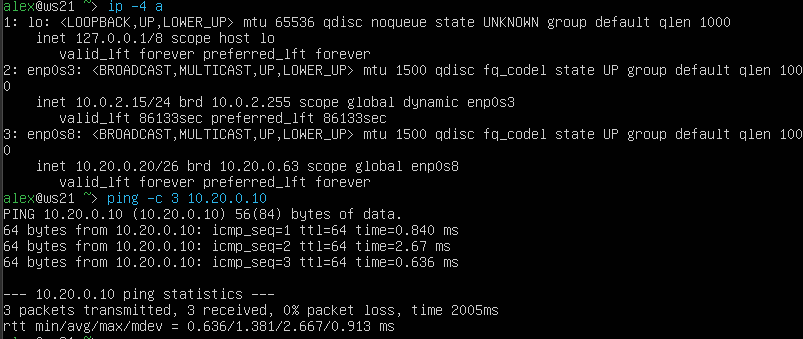 alex@ws21 ~> ip -4 a
1: lo: <LOOPBACK,UP,LOWER_UP> mtu 65536 qdisc noqueue state UNKNOWN group default qlen 1000
    inet 127.0.0.1/8 scope host lo
       valid_lft forever preferred_lft forever
2: enp0s3: <BROADCAST,MULTICAST,UP,LOWER_UP> mtu 1500 qdisc fq_codel state UP group default qlen 100
0
    inet 10.0.2.15/24 brd 10.0.2.255 scope global dynamic enp0s3
       valid_lft 86133sec preferred_lft 86133sec
3: enp0s8: <BROADCAST,MULTICAST,UP,LOWER_UP> mtu 1500 qdisc fq_codel state UP group default qlen 100
0
    inet 10.20.0.20/26 brd 10.20.0.63 scope global enp0s8
       valid_lft forever preferred_lft forever
alex@ws21 ~> ping -c 3 10.20.0.10
PING 10.20.0.10 (10.20.0.10) 56(84) bytes of data.
64 bytes from 10.20.0.10: icmp_seq=1 ttl=64 time=0.840 ms
64 bytes from 10.20.0.10: icmp_seq=2 ttl=64 time=2.67 ms
64 bytes from 10.20.0.10: icmp_seq=3 ttl=64 time=0.636 ms

--- 10.20.0.10 ping statistics ---
3 packets transmitted, 3 received, 0% packet loss, time 2005ms
rtt min/avg/max/mdev = 0.636/1.381/2.667/0.913 ms